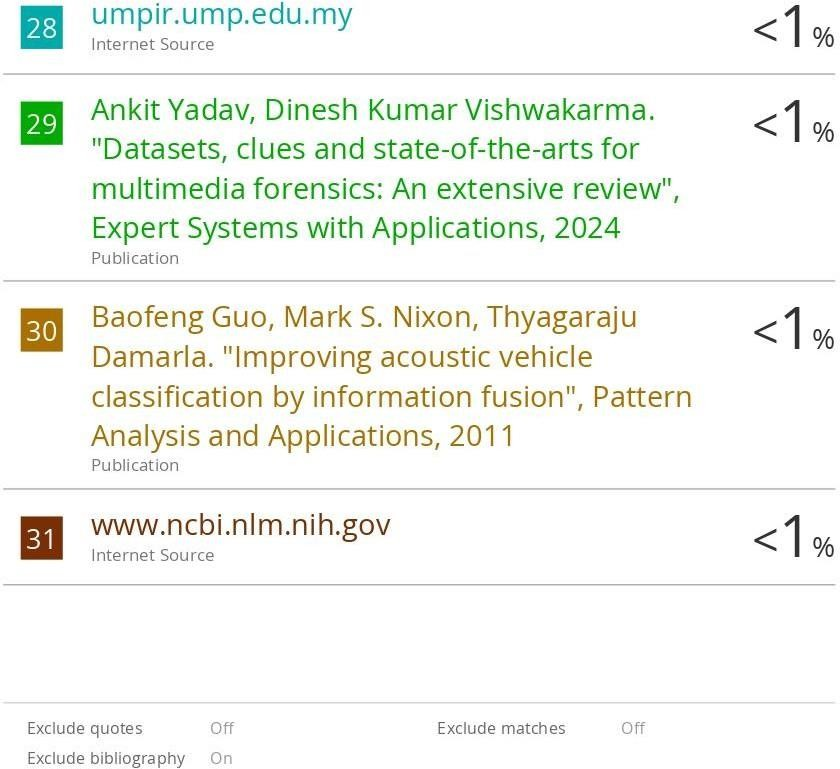 28 umpir.ump.edu.my <1%
Internet Source
29 Ankit Yadav, Dinesh Kumar Vishwakarma. <1%
"Datasets, clues and state-of-the-arts for
multimedia forensics: An extensive review",
Expert Systems with Applications, 2024
Publication
30 Baofeng Guo, Mark S. Nixon, Thyagaraju <1%
Damarla. "Improving acoustic vehicle
classification by information fusion", Pattern
Analysis and Applications, 2011
Publication
31 www.ncbi.nlm.nih.gov <1%
Internet Source
Exclude quotes Off Exclude matches Off
Exclude bibliography On